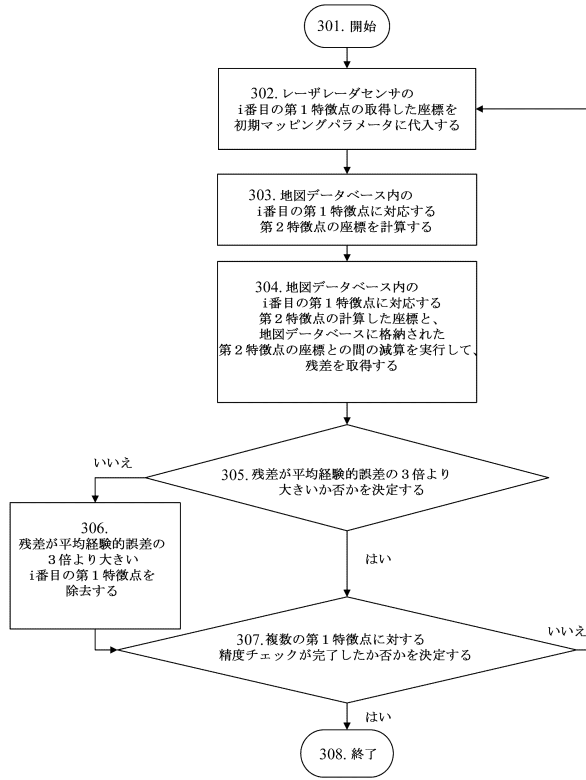 301. 開始
302. レーザレーダセンサの
i番目の第１特徴点の取得した座標を
初期マッピングパラメータに代入する
303. 地図データベース内の
i番目の第１特徴点に対応する
第２特徴点の座標を計算する
304. 地図データベース内の
i番目の第１特徴点に対応する
第２特徴点の計算した座標と、
地図データベースに格納された
第２特徴点の座標との間の減算を実行して、
残差を取得する
305. 残差が平均経験的誤差の３倍より
大きいか否かを決定する
いいえ
306.
残差が平均経験的誤差の
３倍より大きい
i番目の第１特徴点を
除去する
はい
307. 複数の第１特徴点に対する
精度チェックが完了したか否かを決定する
いいえ
はい
308. 終了